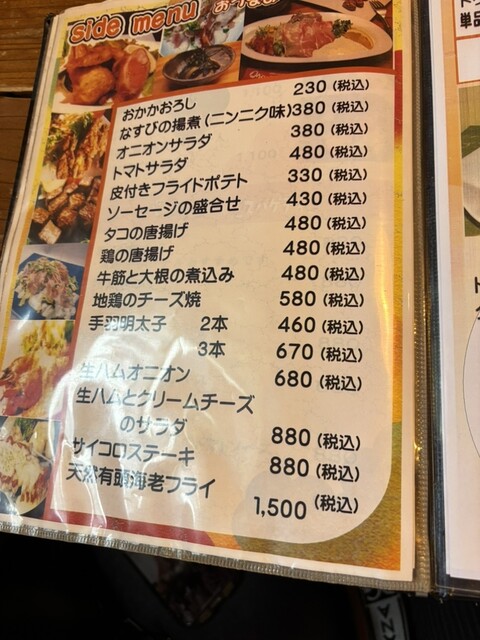 side menu
おかかおろし 230(税込)
なすびの揚煮(ニンニク味)380(税込)
オニオンサラダ 380(税込)
トマトサラダ 480(税込)
皮付きフライドポテト 330(税込)
ソーセージの盛合せ 430(税込)
タコの唐揚げ 480(税込)
鶏の唐揚げ 480(税込)
牛筋と大根の煮込み 480(税込)
地鶏のチーズ焼 580(税込)
手羽明太子 2本 460(税込)
3本 670(税込)
生ハムオニオン 680(税込)
生ハムとクリームチーズ
のサラダ 880(税込)
サイコロステーキ 880(税込)
天然有頭海老フライ
1,500(税込)
単品